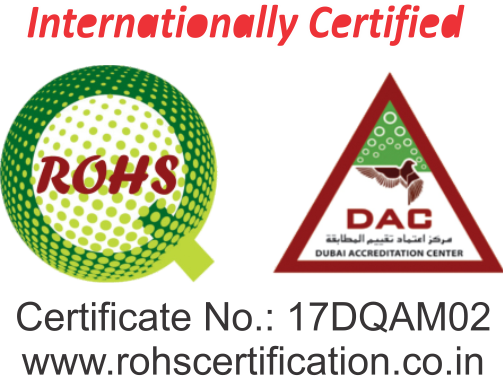 Internationally Certified
ROHS
DAC
مركز اعتماد تقييم المطابقة
DUBAI ACCREDITATION CENTER
Certificate No.: 17DQAM02
www.rohscertification.co.in